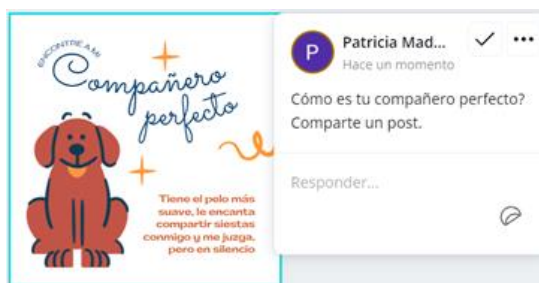 ENCONTRÉ A MI
Compañero
perfecto
Tiene el pelo más
suave, le encanta
compartir siestas
conmigo y me juzga,
pero en silencio
P
Patricia Mad...
Hace un momento
Cómo es tu compañero perfecto?
Comparte un post.
Responder...